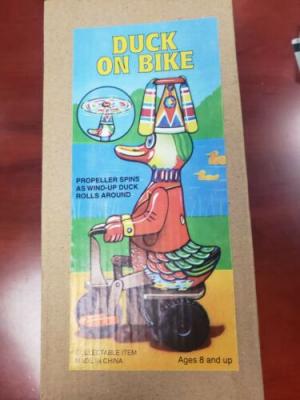 DUCK
ON BIKE
PROPELLER SPINS
AS WIND-UP DUCK
ROLLS AROUND
COLLECTABLE ITEM
MADE IN CHINA
Ages 8 and up